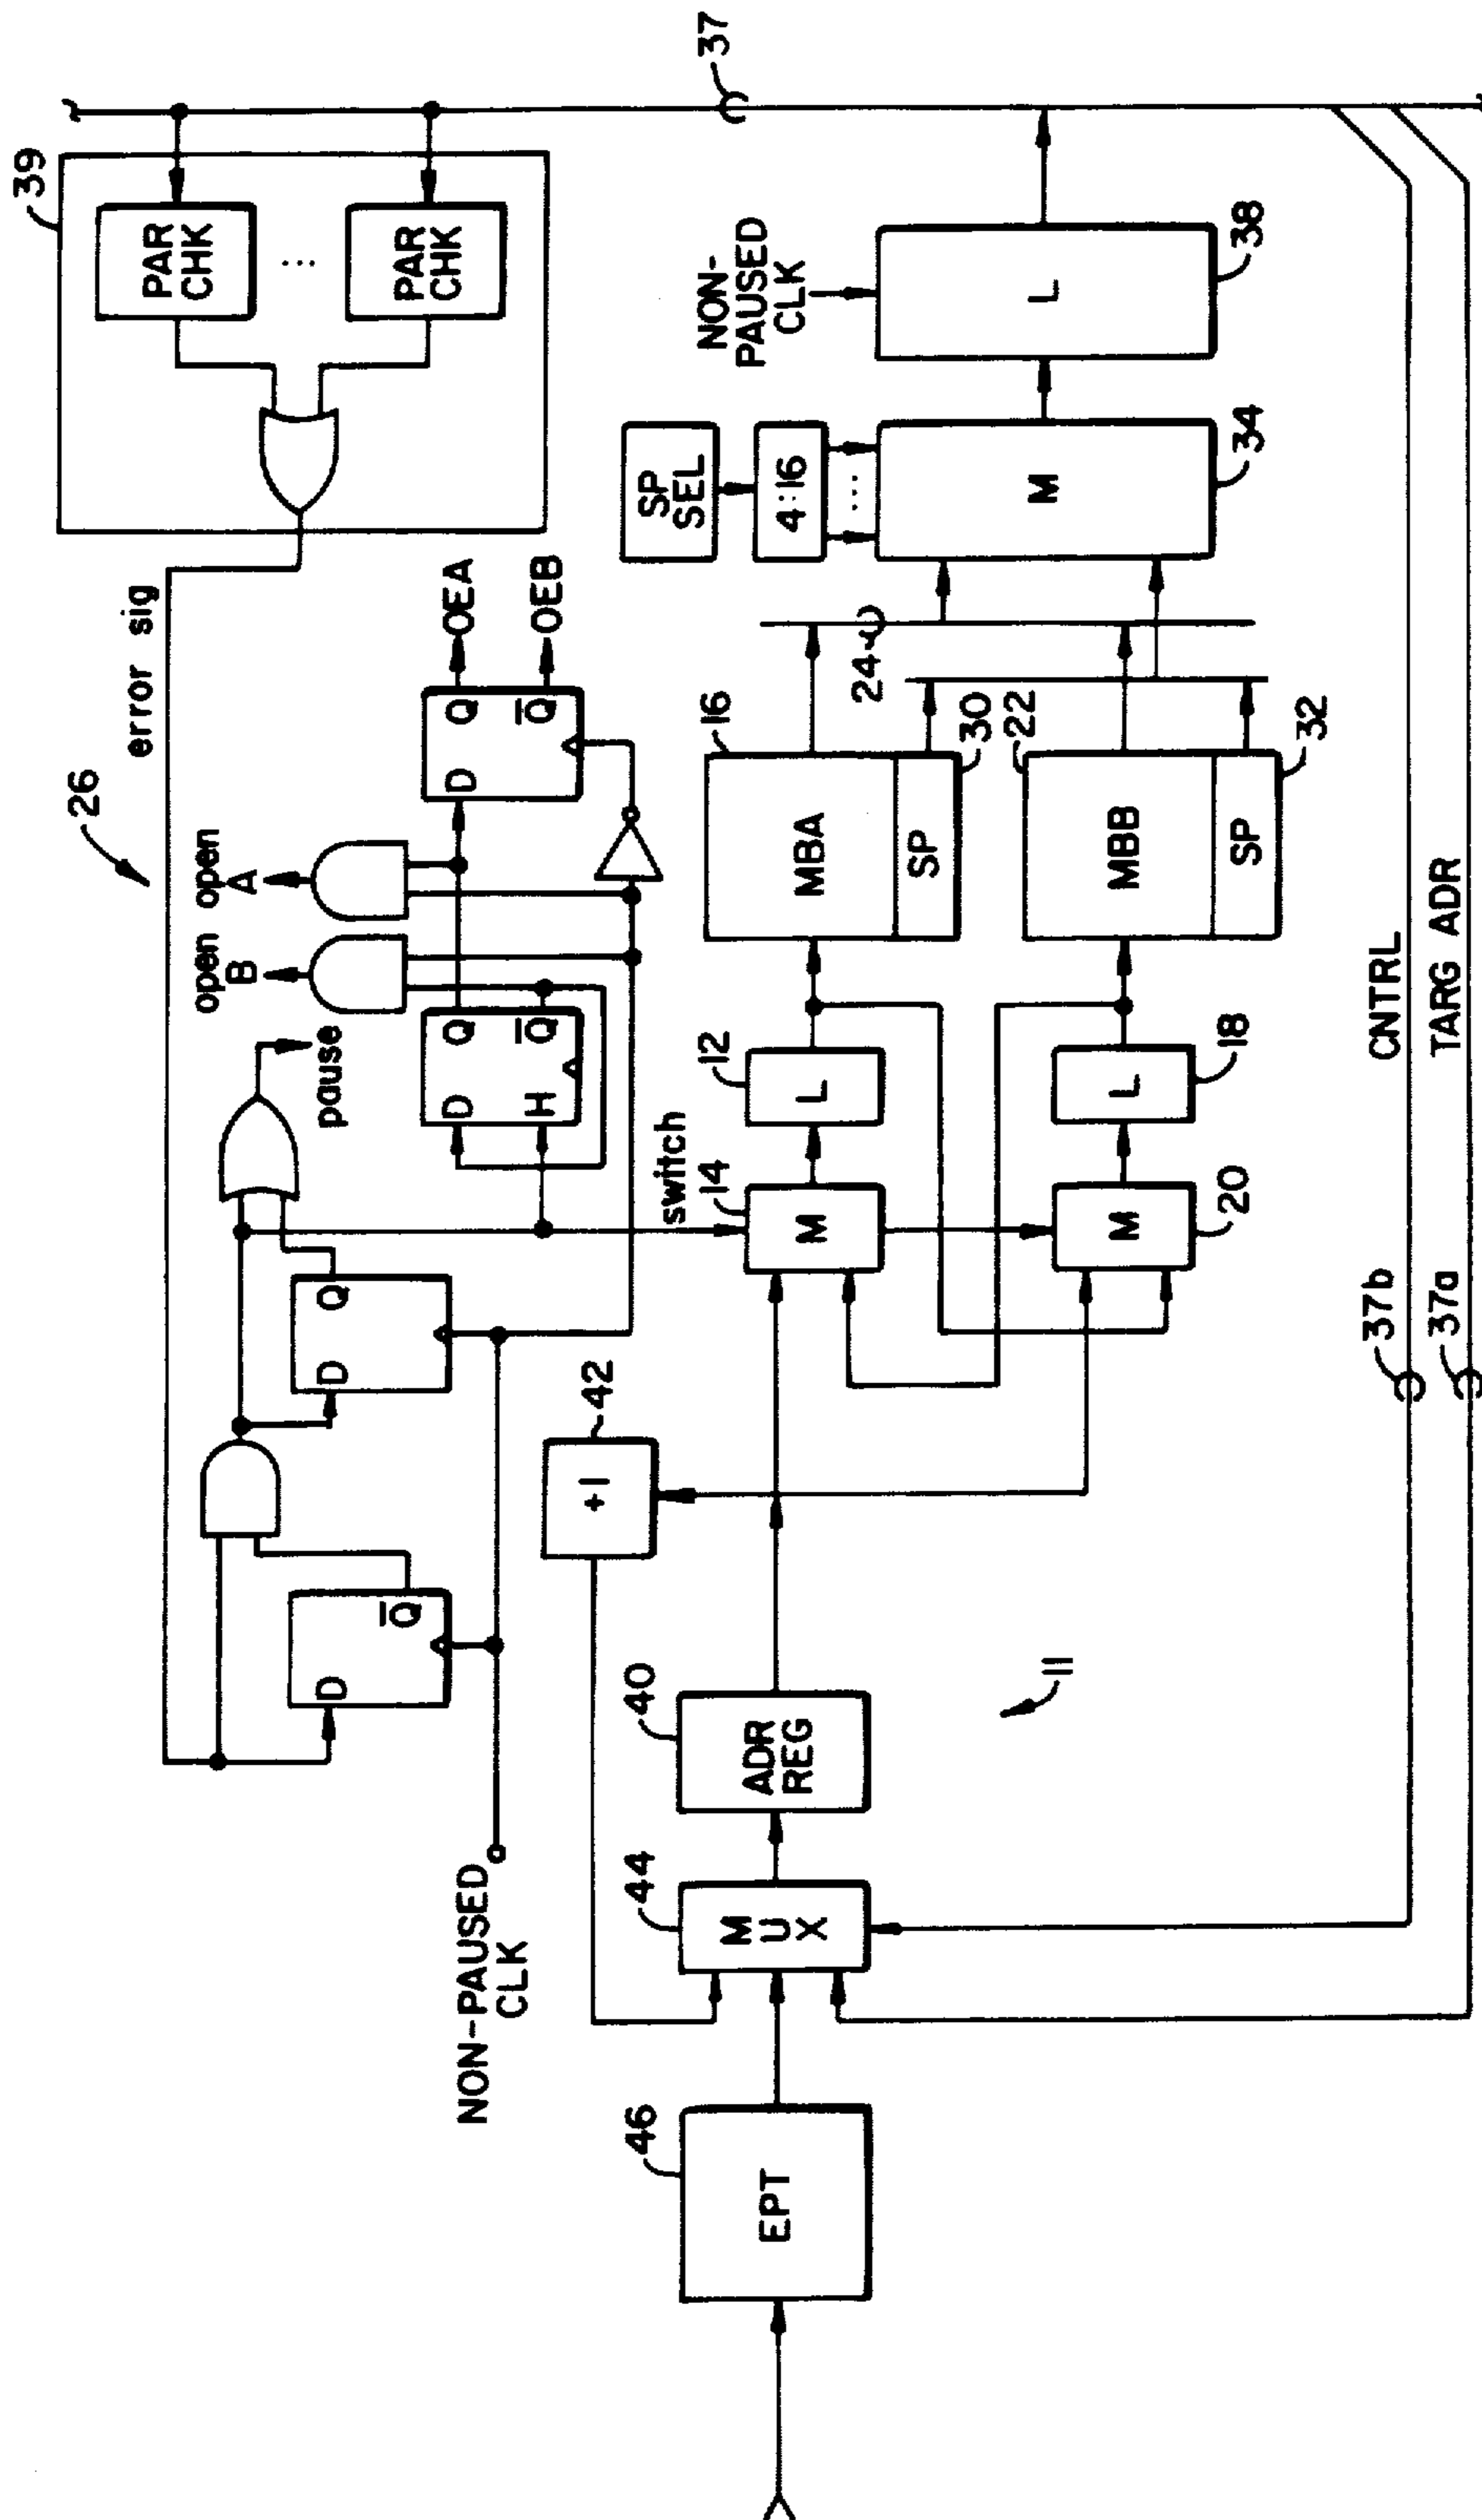 39
PAR
CHK
...
PAR
CHK
37
error sig
26
open
B
open
A
pause
D
Q
H
Q̅
D
Q
Q̅
OEA
OEB
D
Q
D
Q̅
NON-PAUSED
CLK
switch
SP
SEL
4:16
...
NON-
PAUSED
CLK
L
38
M
34
24
16
MBA
SP
30
22
MBB
SP
32
12
L
14
M
L
18
M
20
42
+1
40
ADR
REG
44
MUX
46
EPT
11
CNTRL
37b
TARG ADR
37a